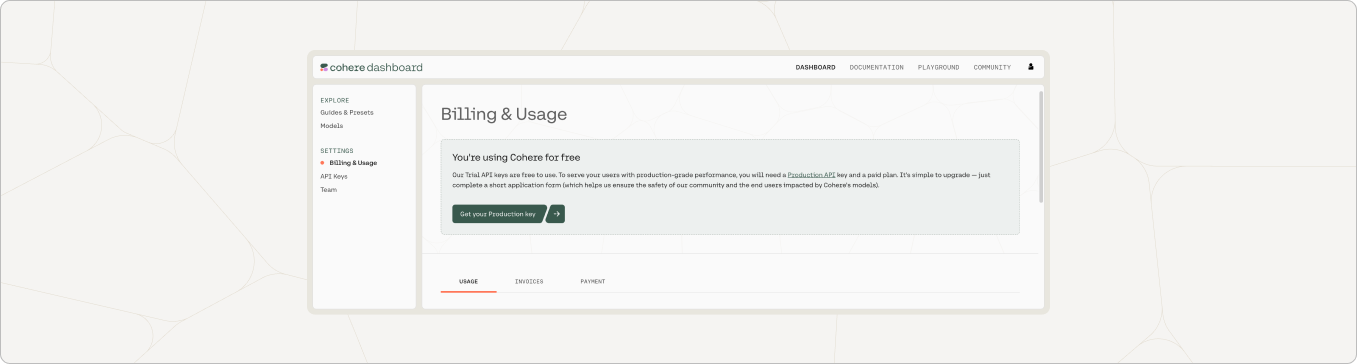 cohere dashboard
DASHBOARD DOCUMENTATION PLAYGROUND COMMUNITY
EXPLORE
Guides & Presets
Models
SETTINGS
Billing & Usage
API Keys
Team
Billing & Usage
You're using Cohere for free
Our Trial API keys are free to use. To serve your users with production-grade performance, you will need a Production API key and a paid plan. It's simple to upgrade — just
complete a short application form (which helps us ensure the safety of our community and the end users impacted by Cohere's models).
Get your Production key
USAGE INVOICES PAYMENT